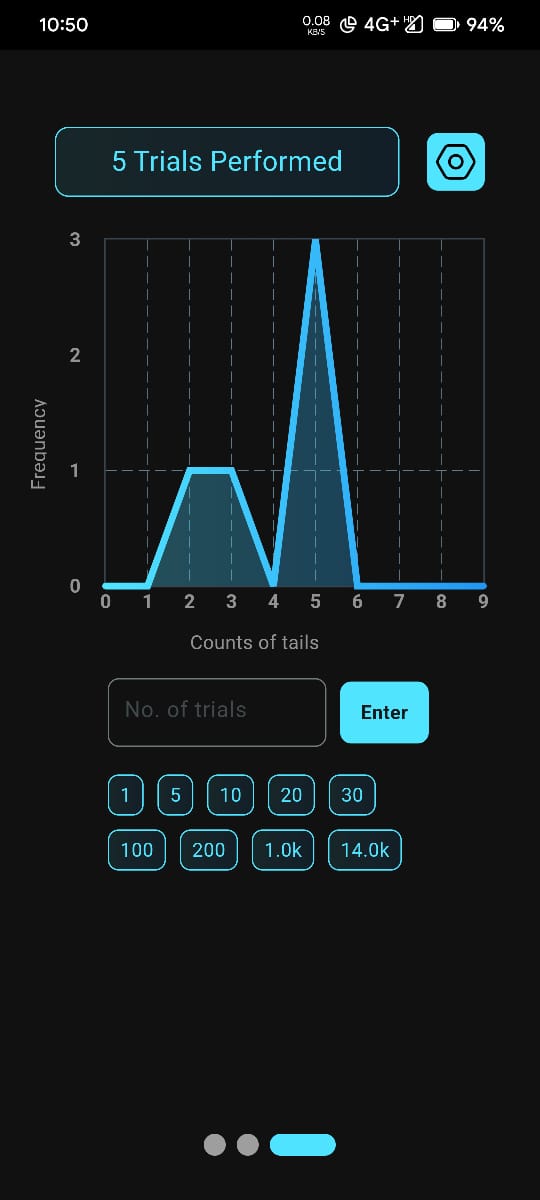 10:50 0.08 KB/S 4G+ HD 94%
5 Trials Performed
3
2
1
0
Frequency
0 1 2 3 4 5 6 7 8 9
Counts of tails
No. of trials Enter
1 5 10 20 30
100 200 1.0k 14.0k